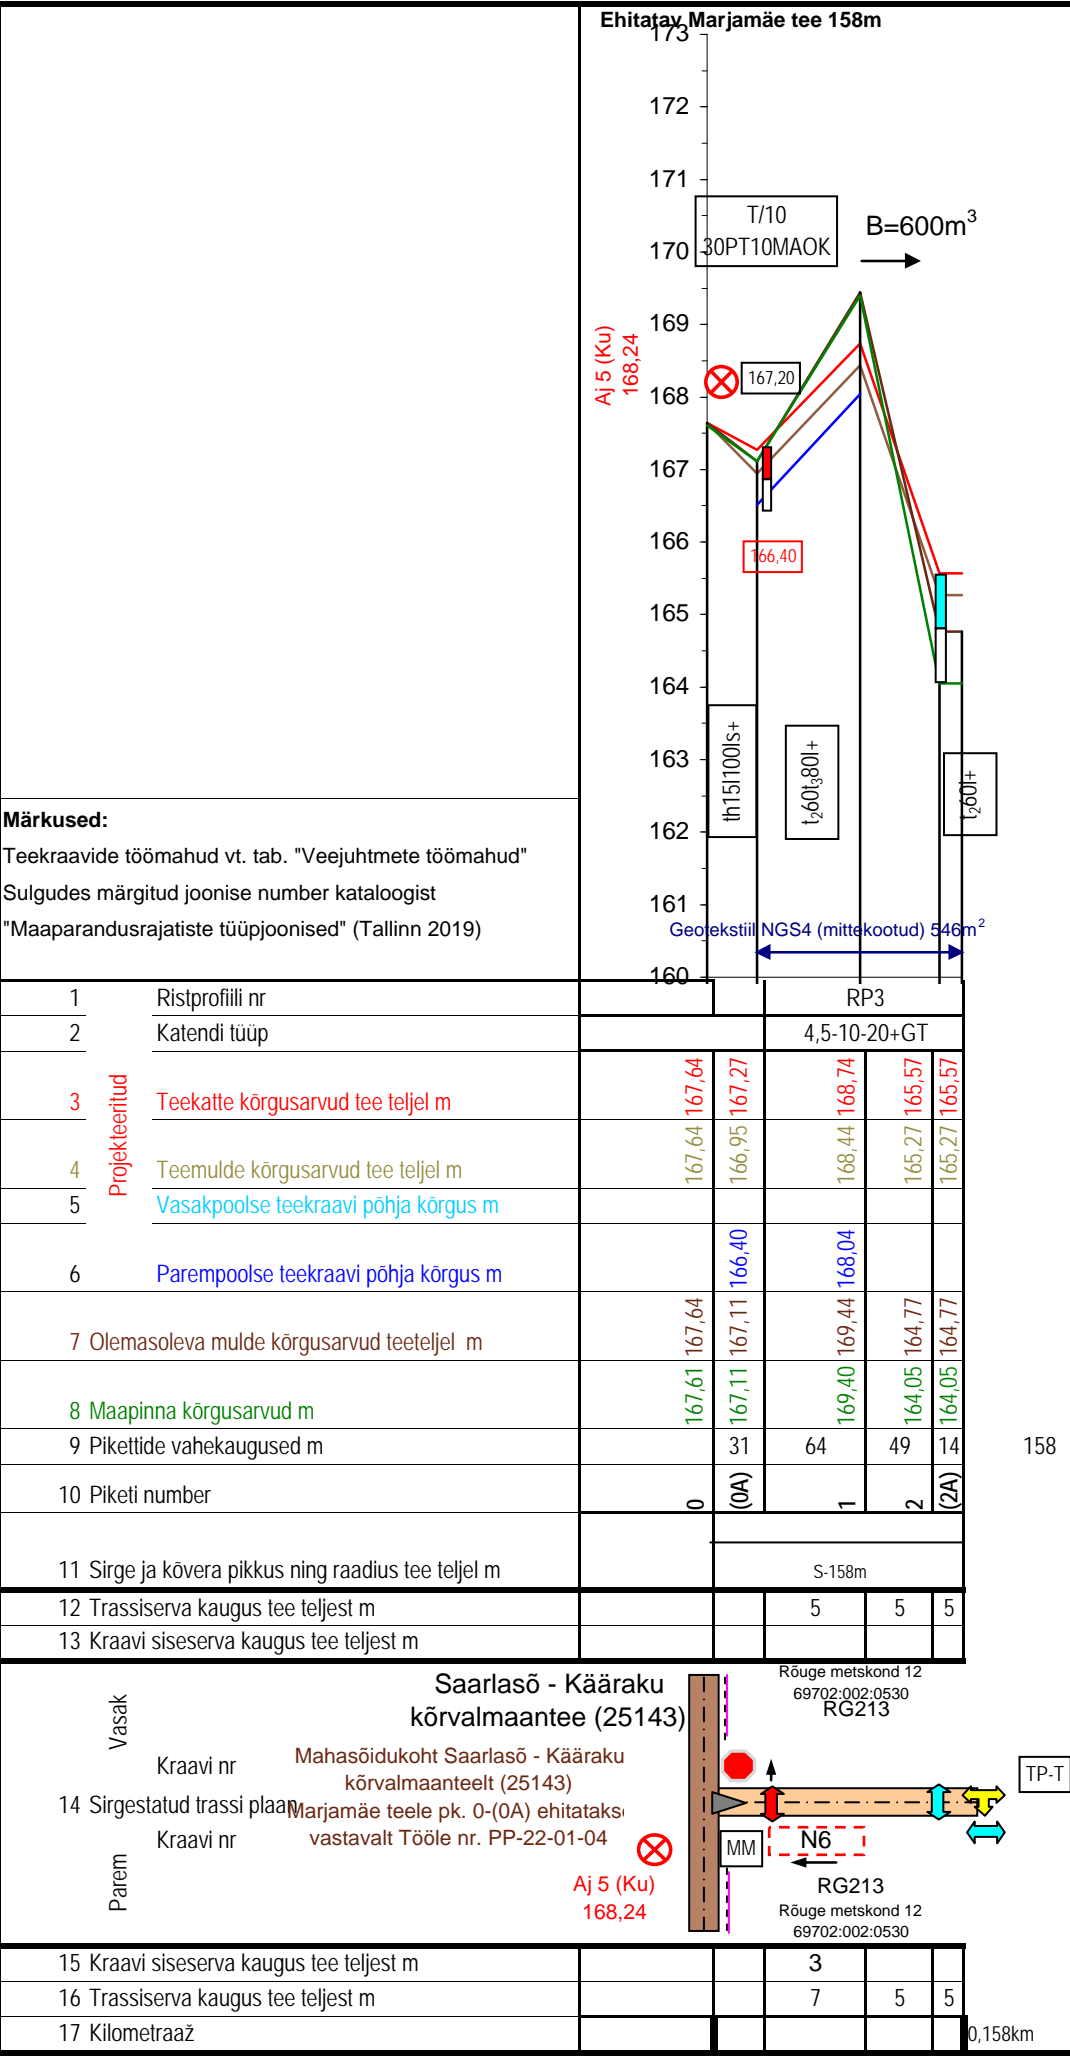 Ehitatav Marjamäe tee 158m
173
172
171
170
169
168
167
166
165
164
163
162
161
160
T/10
30PT10MAOK
B=600m³
Aj 5 (Ku)
168,24
167,20
166,40
th15l100ls+
t₂60t₃80l+
t₂60l+
Geotekstiil NGS4 (mittekootud) 546m²
Märkused:
Teekraavide töömahud vt. tab. "Veejuhtmete töömahud"
Sulgudes märgitud joonise number kataloogist
"Maaparandusrajatiste tüüpjoonised" (Tallinn 2019)
Projekteeritud
1 Ristprofiili nr RP3
2 Katendi tüüp 4,5-10-20+GT
3 Teekatte kõrgusarvud tee teljel m 167,64 167,27 168,74 165,57 165,57
4 Teemulde kõrgusarvud tee teljel m 167,64 166,95 168,44 165,27 165,27
5 Vasakpoolse teekraavi põhja kõrgus m
6 Parempoolse teekraavi põhja kõrgus m 166,40 168,04
7 Olemasoleva mulde kõrgusarvud teeteljel m 167,64 167,11 169,44 164,77 164,77
8 Maapinna kõrgusarvud m 167,61 167,11 169,40 164,05 164,05
9 Pikettide vahekaugused m 31 64 49 14 158
10 Piketi number 0 (0A) 1 2 (2A)
11 Sirge ja kõvera pikkus ning raadius tee teljel m S-158m
12 Trassiserva kaugus tee teljest m 5 5 5
13 Kraavi siseserva kaugus tee teljest m
Vasak
Kraavi nr
14 Sirgestatud trassi plaan
Kraavi nr
Parem
Saarlasõ - Kääraku
kõrvalmaantee (25143)
Mahasõidukoht Saarlasõ - Kääraku
kõrvalmaanteelt (25143)
Marjamäe teele pk. 0-(0A) ehitatakse
vastavalt Tööle nr. PP-22-01-04
Aj 5 (Ku)
168,24
Rõuge metskond 12
69702:002:0530
RG213
TP-T
MM
N6
RG213
Rõuge metskond 12
69702:002:0530
15 Kraavi siseserva kaugus tee teljest m 3
16 Trassiserva kaugus tee teljest m 7 5 5
17 Kilometraaž 0,158km